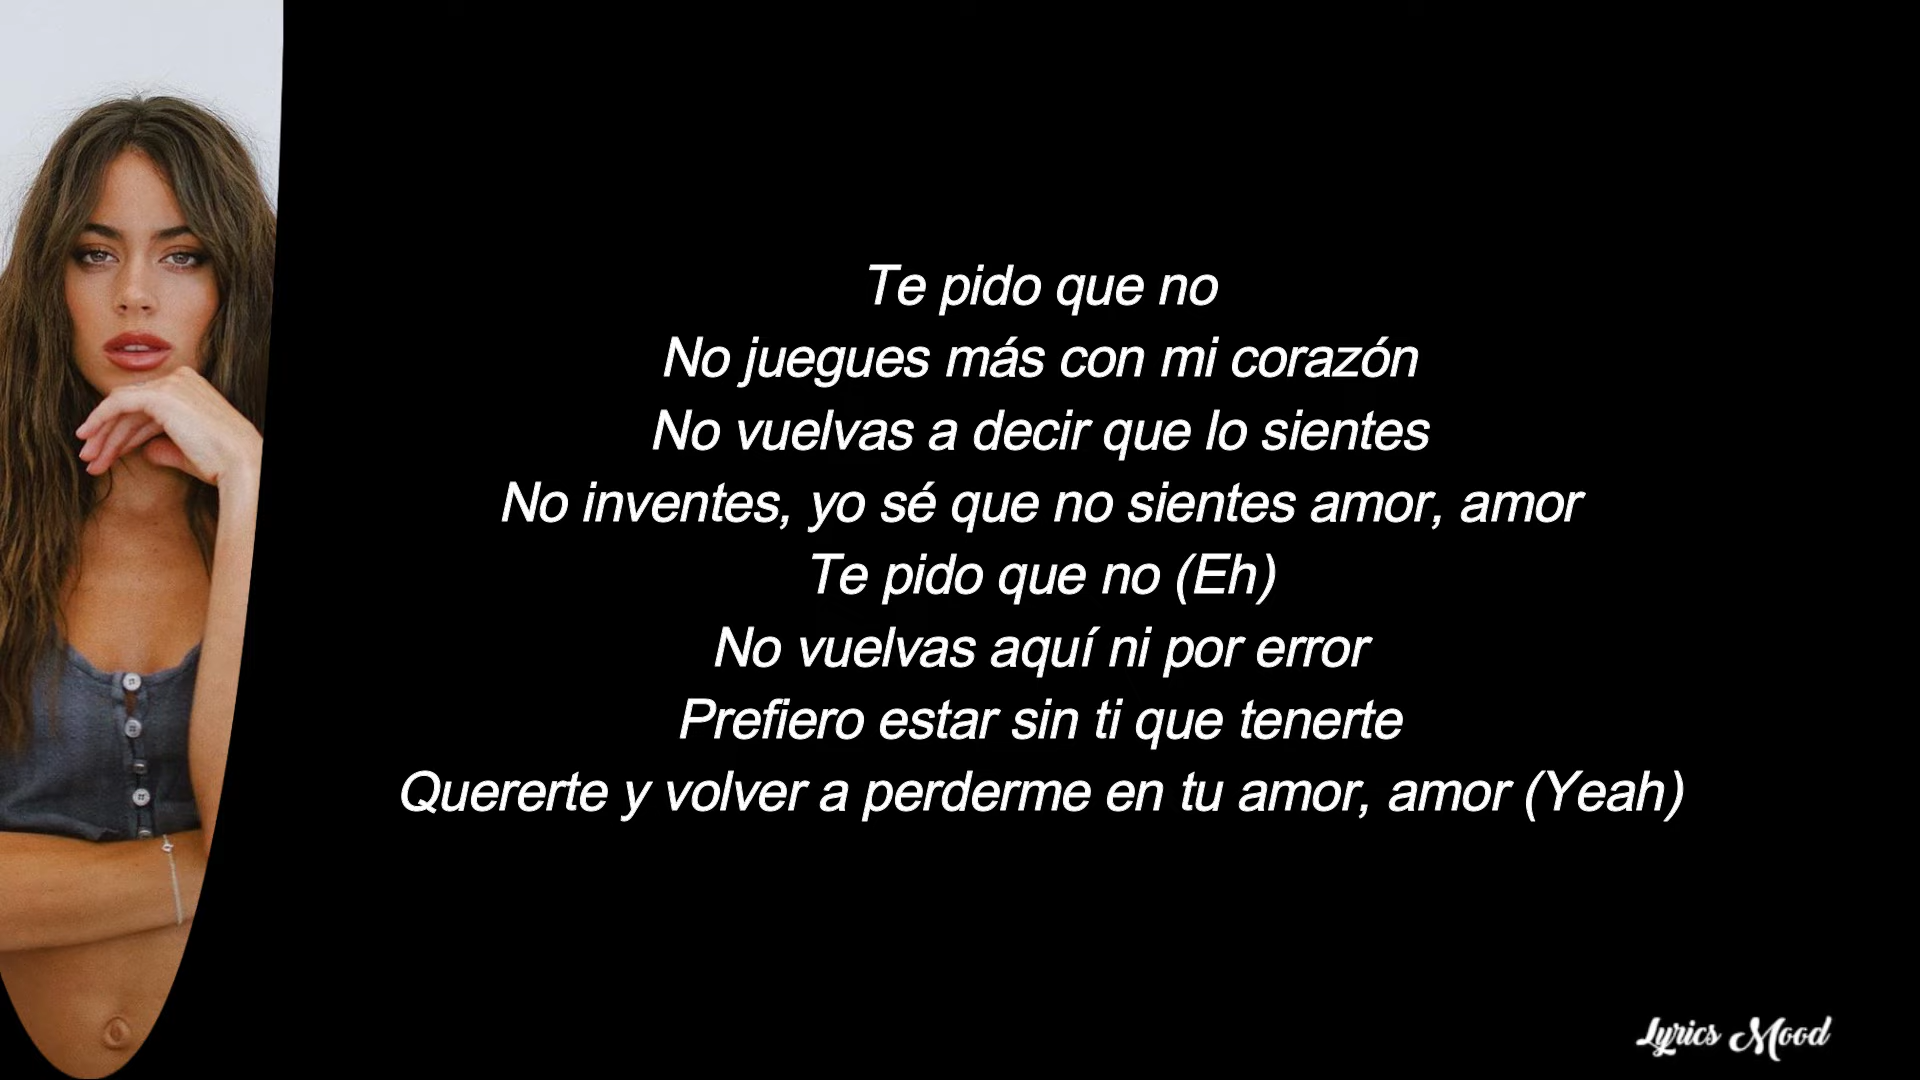 Te pido que no
No juegues más con mi corazón
No vuelvas a decir que lo sientes
No inventes, yo sé que no sientes amor, amor
Te pido que no (Eh)
No vuelvas aquí ni por error
Prefiero estar sin ti que tenerte
Quererte y volver a perderme en tu amor, amor (Yeah)
Lyrics Mood